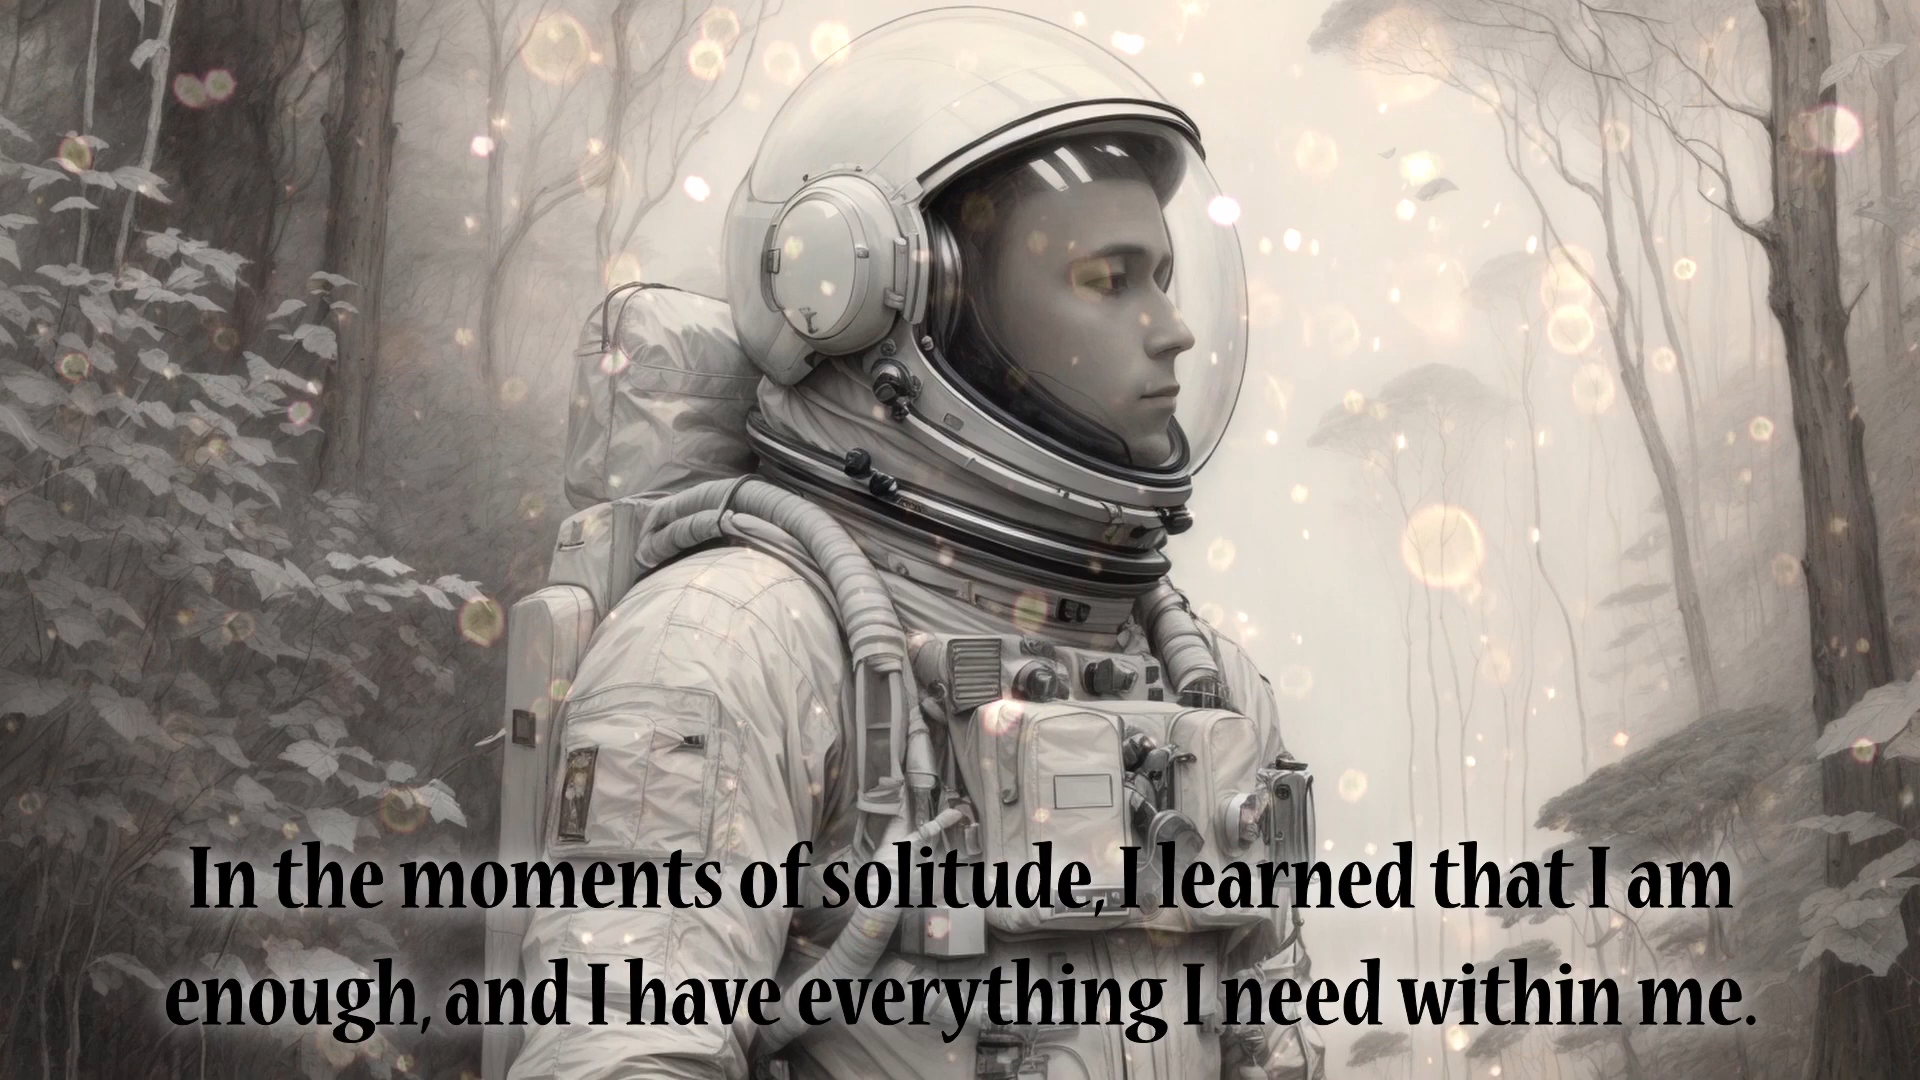 In the moments of solitude, I learned that I am
enough, and I have everything I need within me.